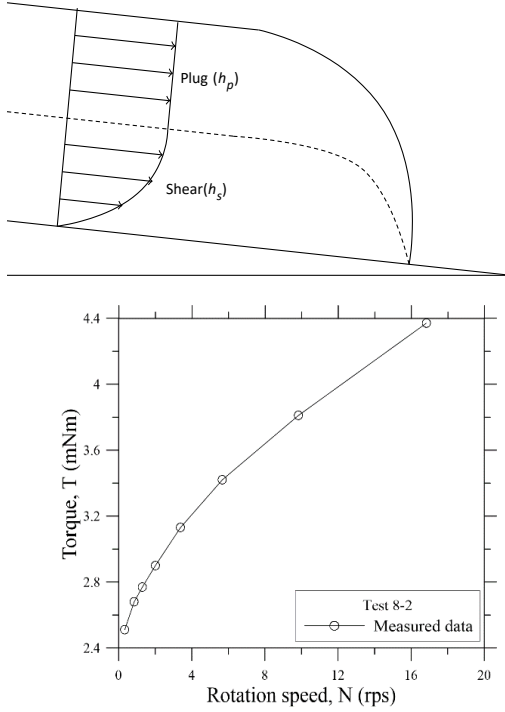 Plug (hp)
Shear(hs)
4.4
4
3.6
3.2
2.8
2.4
Torque, T (mNm)
Test 8-2
Measured data
0 4 8 12 16 20
Rotation speed, N (rps)